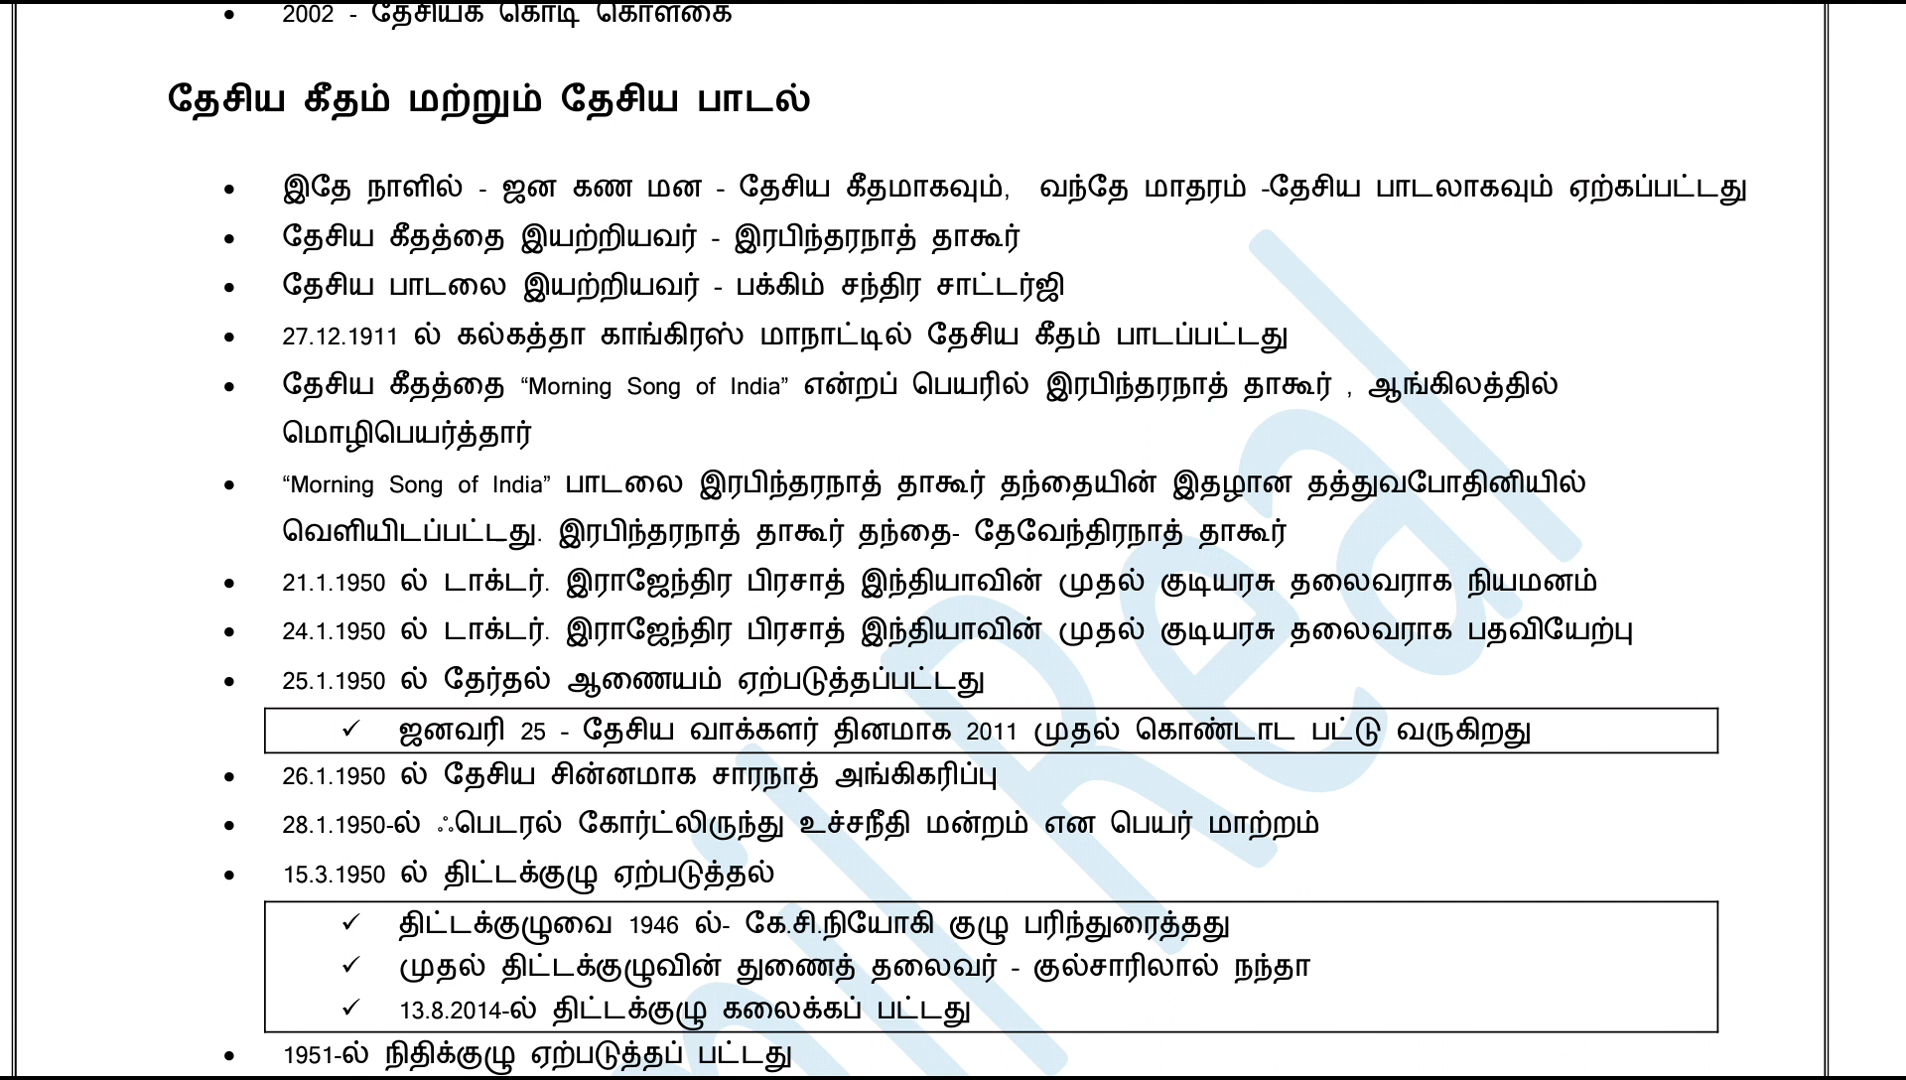 • 2002 - தேசியக் கொடி கொள்கை
தேசிய கீதம் மற்றும் தேசிய பாடல்
• இதே நாளில் - ஜன கண மன - தேசிய கீதமாகவும், வந்தே மாதரம் -தேசிய பாடலாகவும் ஏற்கப்பட்டது
• தேசிய கீதத்தை இயற்றியவர் - இரபிந்தரநாத் தாகூர்
• தேசிய பாடலை இயற்றியவர் - பக்கிம் சந்திர சாட்டர்ஜி
• 27.12.1911 ல் கல்கத்தா காங்கிரஸ் மாநாட்டில் தேசிய கீதம் பாடப்பட்டது
• தேசிய கீதத்தை “Morning Song of India” என்றப் பெயரில் இரபிந்தரநாத் தாகூர் , ஆங்கிலத்தில்
மொழிபெயர்த்தார்
• “Morning Song of India” பாடலை இரபிந்தரநாத் தாகூர் தந்தையின் இதழான தத்துவபோதினியில்
வெளியிடப்பட்டது. இரபிந்தரநாத் தாகூர் தந்தை- தேவேந்திரநாத் தாகூர்
• 21.1.1950 ல் டாக்டர். இராஜேந்திர பிரசாத் இந்தியாவின் முதல் குடியரசு தலைவராக நியமனம்
• 24.1.1950 ல் டாக்டர். இராஜேந்திர பிரசாத் இந்தியாவின் முதல் குடியரசு தலைவராக பதவியேற்பு
• 25.1.1950 ல் தேர்தல் ஆணையம் ஏற்படுத்தப்பட்டது
✓ ஜனவரி 25 - தேசிய வாக்களர் தினமாக 2011 முதல் கொண்டாட பட்டு வருகிறது
• 26.1.1950 ல் தேசிய சின்னமாக சாரநாத் அங்கிகரிப்பு
• 28.1.1950-ல் ஃபெடரல் கோர்ட்லிருந்து உச்சநீதி மன்றம் என பெயர் மாற்றம்
• 15.3.1950 ல் திட்டக்குழு ஏற்படுத்தல்
✓ திட்டக்குழுவை 1946 ல்- கே.சி.நியோகி குழு பரிந்துரைத்தது
✓ முதல் திட்டக்குழுவின் துணைத் தலைவர் - குல்சாரிலால் நந்தா
✓ 13.8.2014-ல் திட்டக்குழு கலைக்கப் பட்டது
• 1951-ல் நிதிக்குழு ஏற்படுத்தப் பட்டது